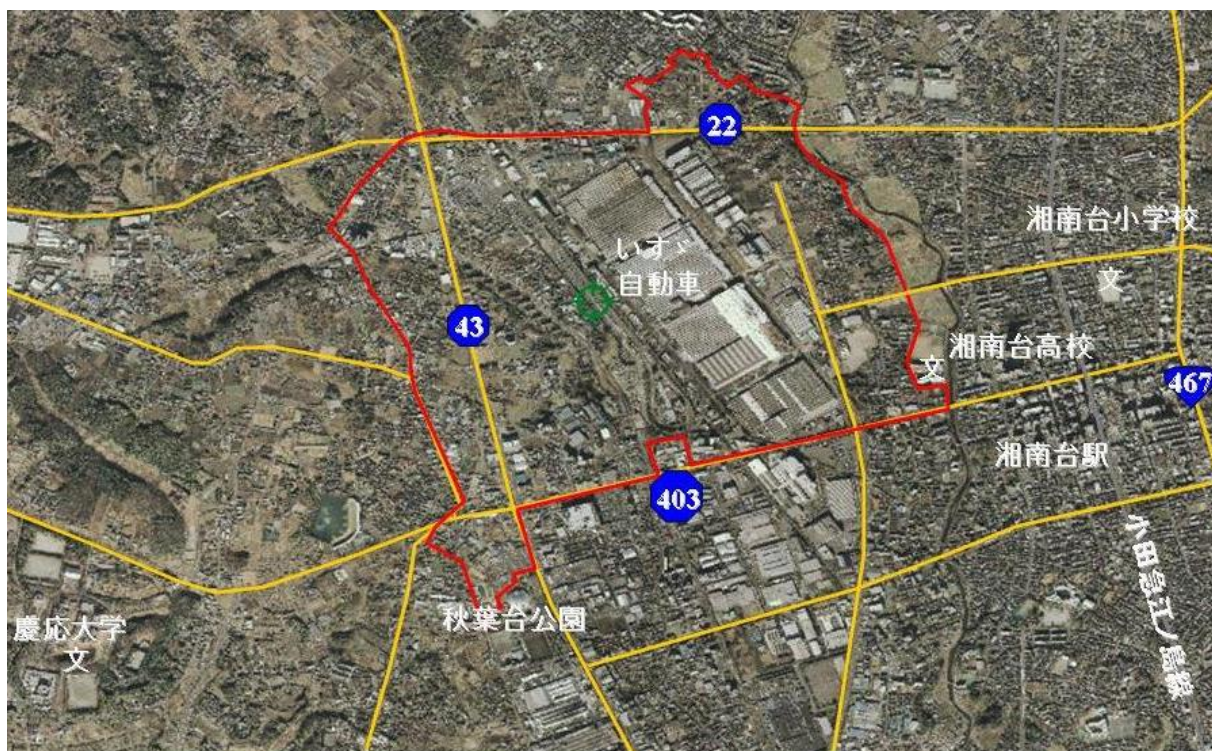 22
湘南台小学校
文
いすゞ
自動車
43
湘南台高校
文
467
湘南台駅
403
小田急江ノ島線
秋葉台公園
慶応大学
文